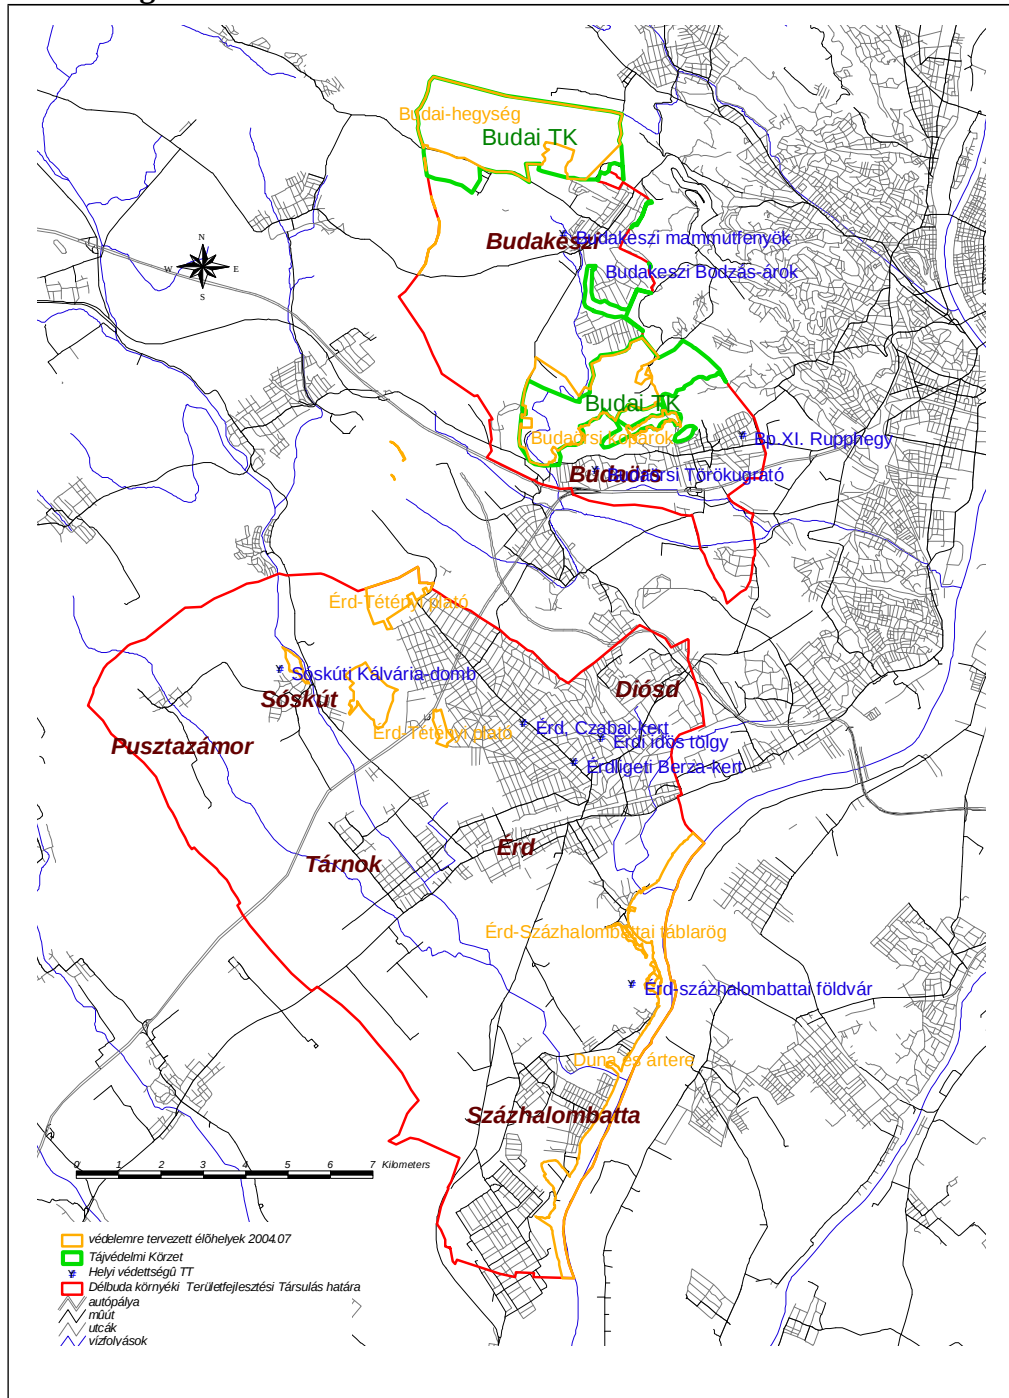 Budai-hegység
Budai TK
Budakeszi
Budakeszi mammutfenyők
Budakeszi Bodzás-árok
N
W
E
S
Budai TK
Budaörsi kopárok
Bp.XI. Rupphegy
Budaörs
Budaörsi Törökugrató
Érd-Tétényi plató
Sóskúti Kálvária-domb
Sóskút
Diósd
Érd, Czabai-kert
Érd-Tétényi plató
Érdi idős tölgy
Pusztazámor
Érdligeti Berza-kert
Érd
Tárnok
Érd-Százhalombattai táblarög
Érd-százhalombattai földvár
Duna és ártere
Százhalombatta
0 1 2 3 4 5 6 7 Kilometers
védelemre tervezett élõhelyek 2004.07
Tájvédelmi Körzet
Helyi védettségû TT
Délbuda környéki Területfejlesztési Társulás határa
autópálya
mûút
utcák
vízfolyások